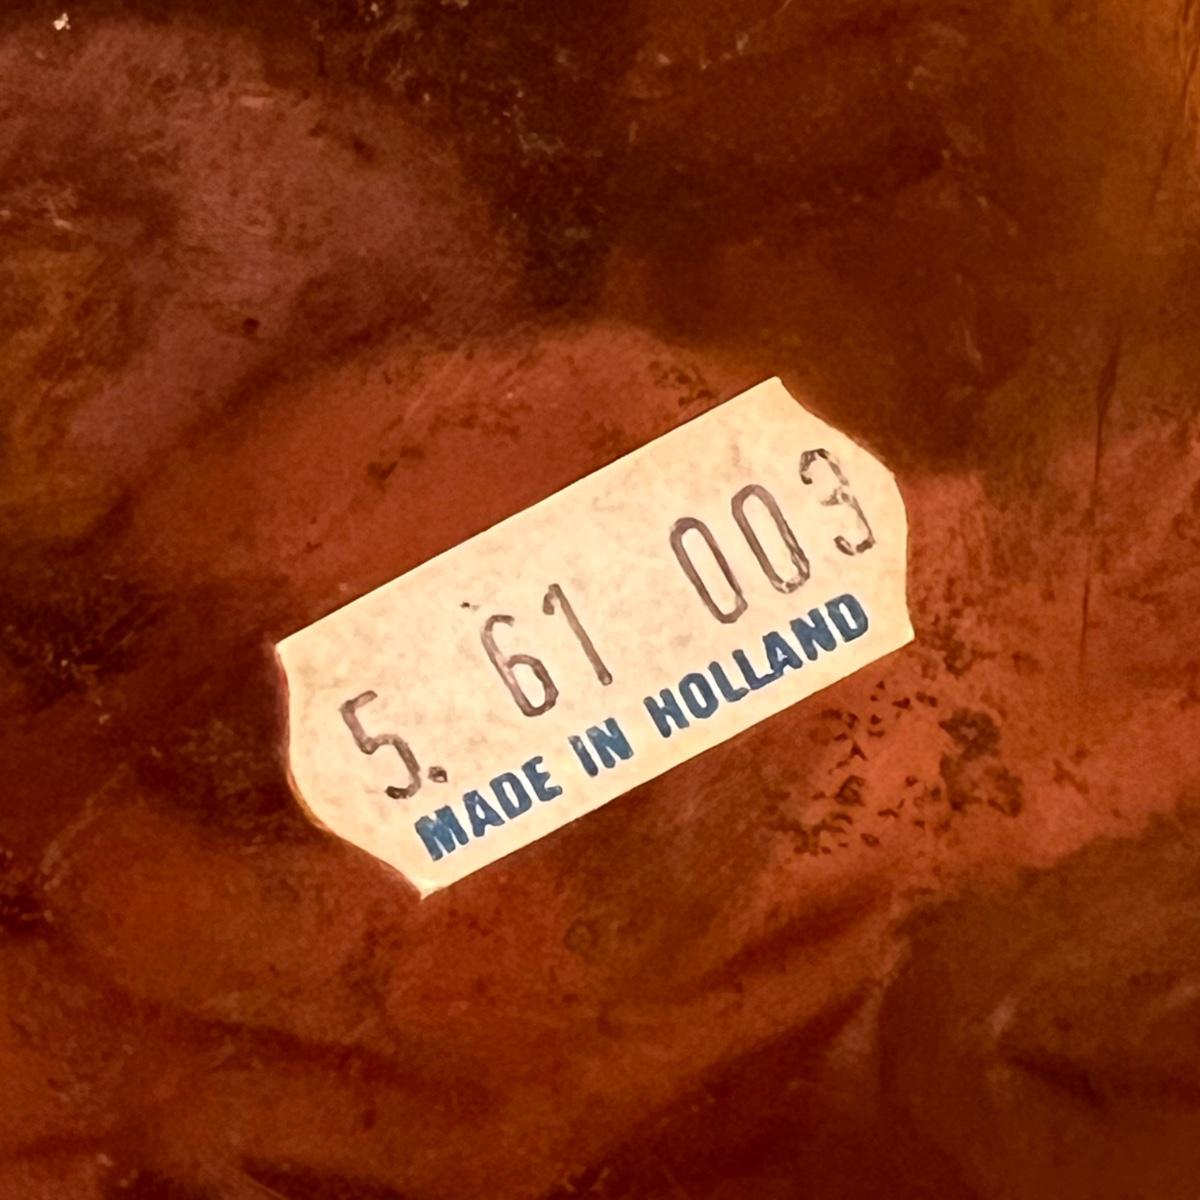 5. 61 003
MADE IN HOLLAND